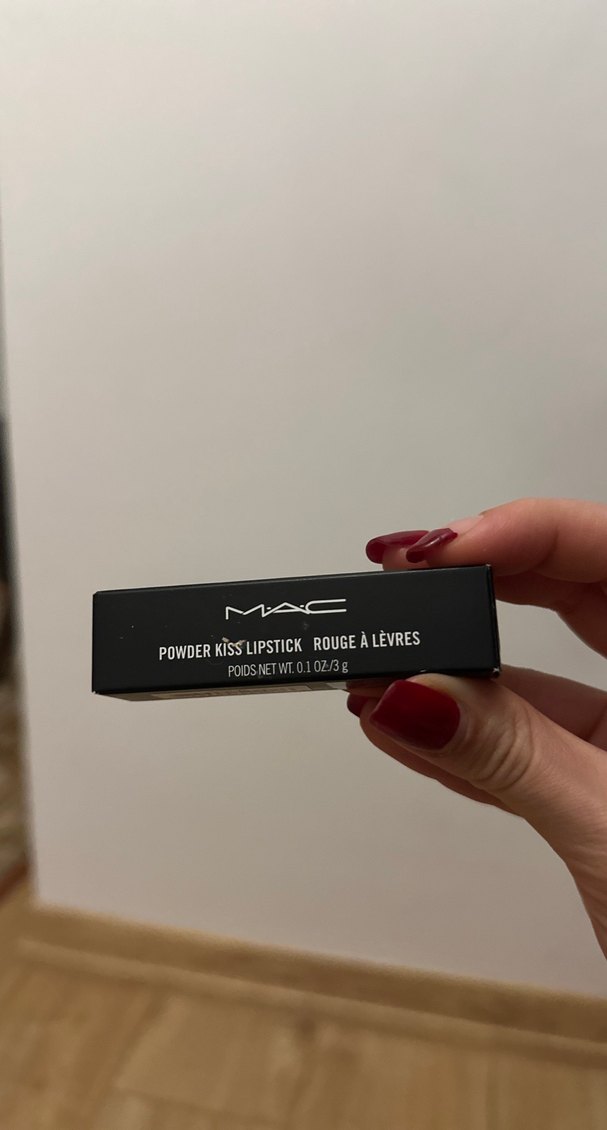 M·A·C
POWDER KISS LIPSTICK ROUGE À LÈVRES
POIDS NET WT. 0.1 OZ./3 g